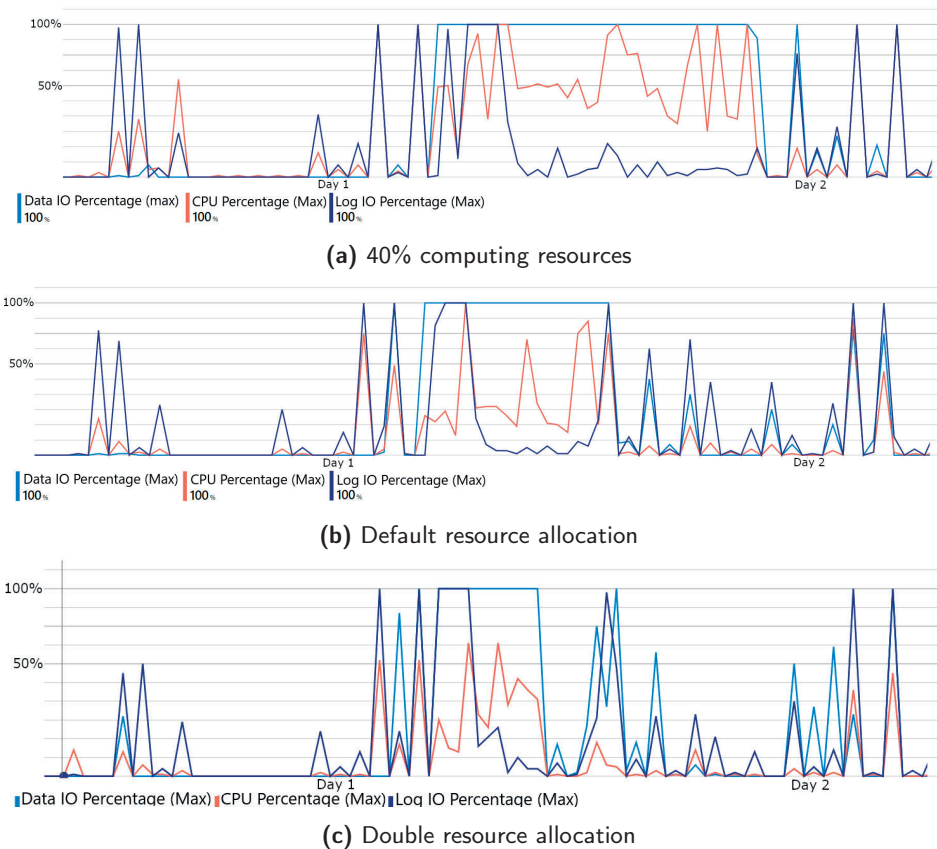 100%
50%
Day 1
Day 2
Data IO Percentage (max)
100 %
CPU Percentage (Max)
100 %
Log IO Percentage (Max)
100 %
(a) 40% computing resources
100%
50%
Day 1
Day 2
Data IO Percentage (Max)
100 %
CPU Percentage (Max)
100 %
Log IO Percentage (Max)
100 %
(b) Default resource allocation
100%
50%
Day 1
Day 2
Data IO Percentage (Max)
CPU Percentage (Max)
Log IO Percentage (Max)
(c) Double resource allocation